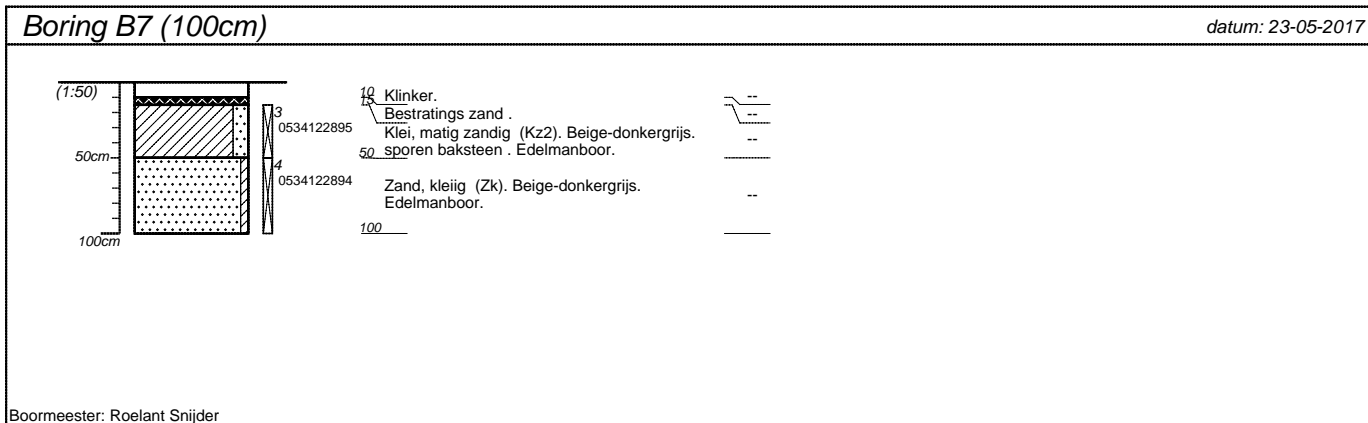 Boring B7 (100cm)
datum: 23-05-2017
(1:50)
50cm
100cm
3
0534122895
4
0534122894
10 Klinker. --
15 Bestratings zand . --
Klei, matig zandig (Kz2). Beige-donkergrijs. --
50 sporen baksteen . Edelmanboor.
Zand, kleiig (Zk). Beige-donkergrijs. --
Edelmanboor.
100
Boormeester: Roelant Snijder